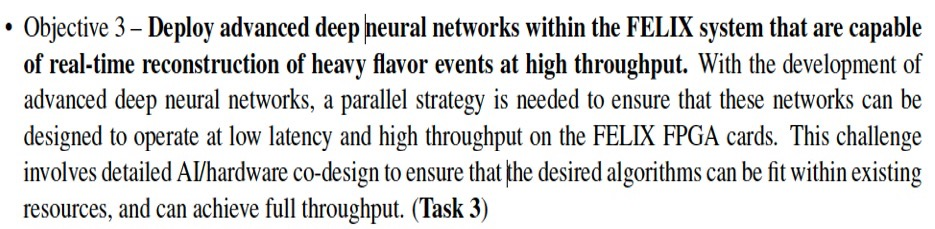 • Objective 3 – Deploy advanced deep neural networks within the FELIX system that are capable
of real-time reconstruction of heavy flavor events at high throughput. With the development of
advanced deep neural networks, a parallel strategy is needed to ensure that these networks can be
designed to operate at low latency and high throughput on the FELIX FPGA cards. This challenge
involves detailed AI/hardware co-design to ensure that the desired algorithms can be fit within existing
resources, and can achieve full throughput. (Task 3)